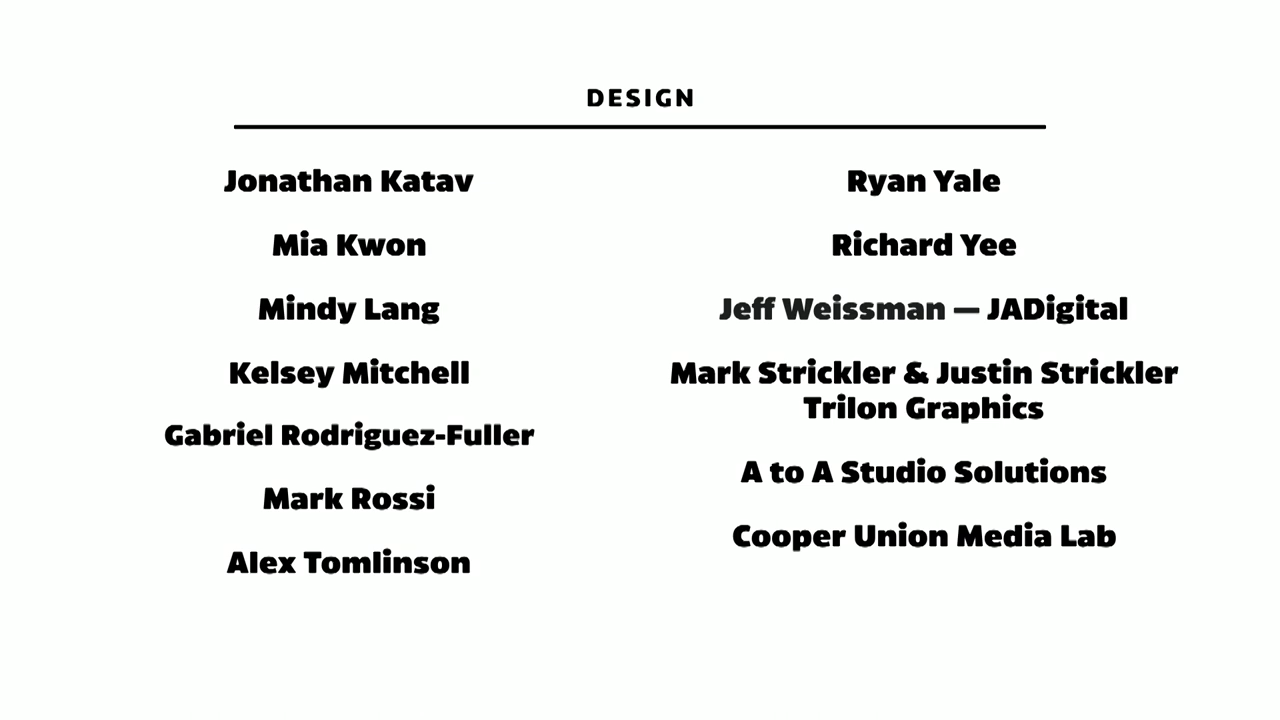 DESIGN
Jonathan Katav
Mia Kwon
Mindy Lang
Kelsey Mitchell
Gabriel Rodriguez-Fuller
Mark Rossi
Alex Tomlinson
Ryan Yale
Richard Yee
Jeff Weissman — JADigital
Mark Strickler & Justin Strickler
Trilon Graphics
A to A Studio Solutions
Cooper Union Media Lab